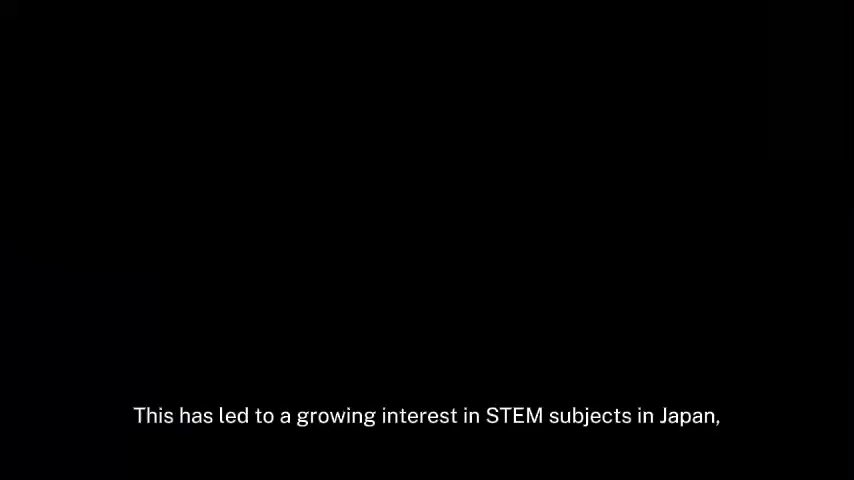 This has led to a growing interest in STEM subjects in Japan,